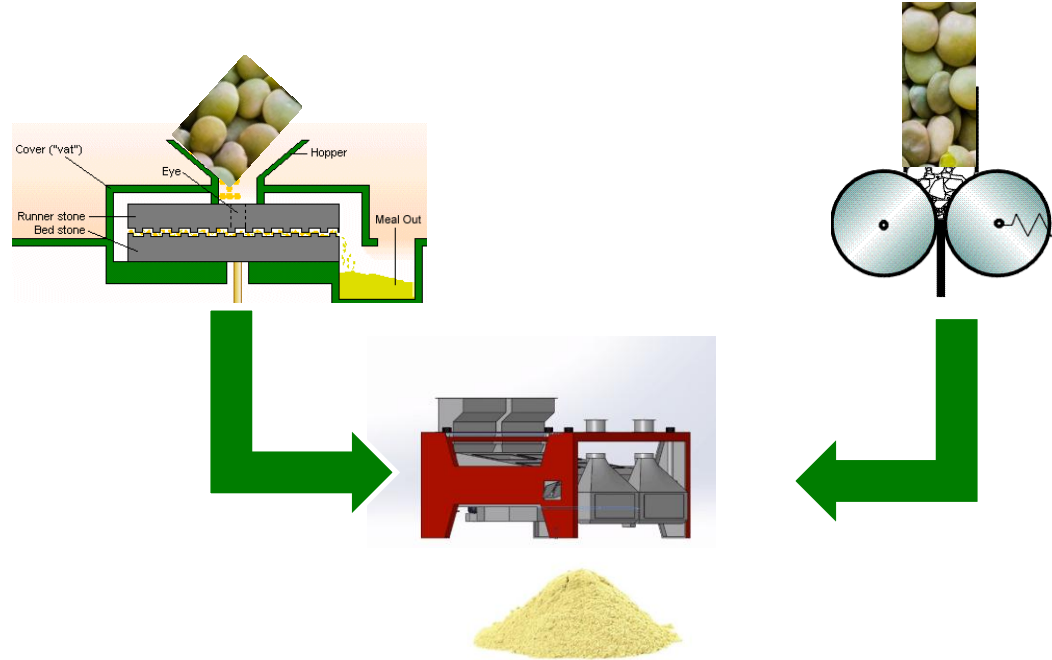 Cover ("vat")
Hopper
Eye
Runner stone
Meal Out
Bed stone